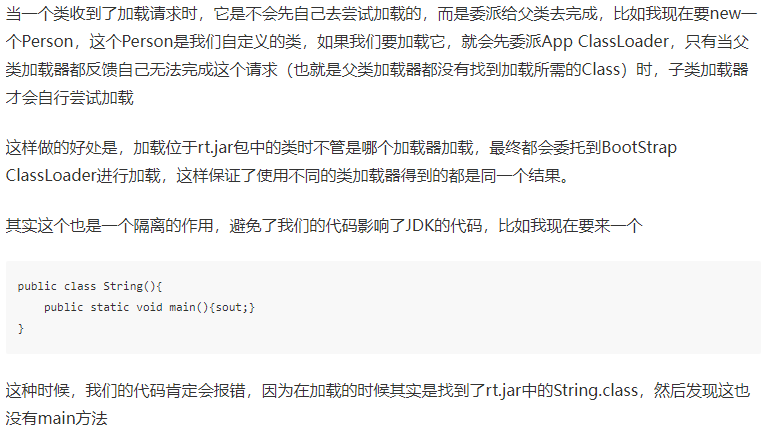 当一个类收到了加载请求时，它是不会先自己去尝试加载的，而是委派给父类去完成，比如我现在要new一
个Person，这个Person是我们自定义的类，如果我们要加载它，就会先委派App ClassLoader，只有当父
类加载器都反馈自己无法完成这个请求（也就是父类加载器都没有找到加载所需的Class）时，子类加载器
才会自行尝试加载
这样做的好处是，加载位于rt.jar包中的类时不管是哪个加载器加载，最终都会委托到BootStrap
ClassLoader进行加载，这样保证了使用不同的类加载器得到的都是同一个结果。
其实这个也是一个隔离的作用，避免了我们的代码影响了JDK的代码，比如我现在要来一个
public class String(){
    public static void main(){sout;}
}
这种时候，我们的代码肯定会报错，因为在加载的时候其实是找到了rt.jar中的String.class，然后发现这也
没有main方法